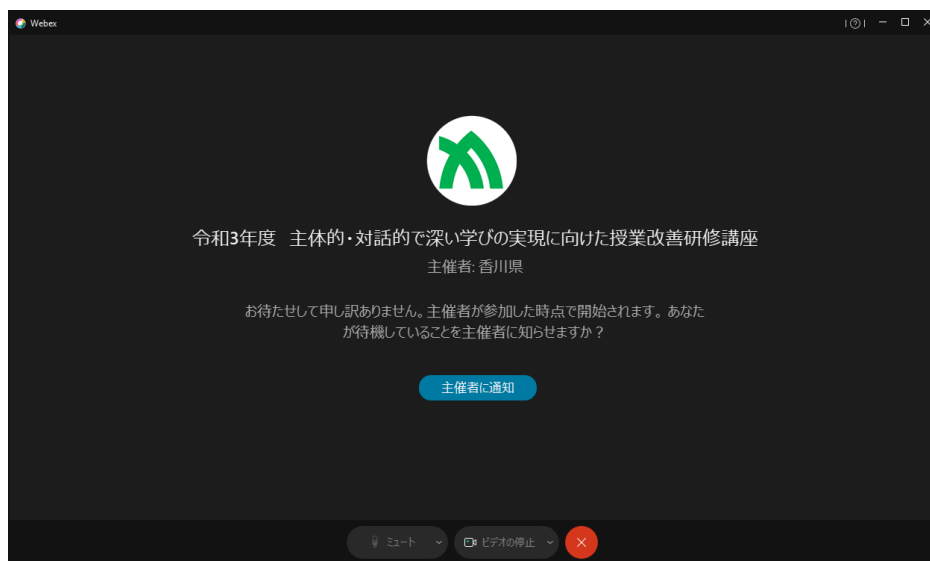 Webex
令和3年度　主体的・対話的で深い学びの実現に向けた授業改善研修講座
主催者: 香川県
お待たせして申し訳ありません。主催者が参加した時点で開始されます。あなた
が待機していることを主催者に知らせますか？
主催者に通知
ミュート
ビデオの停止